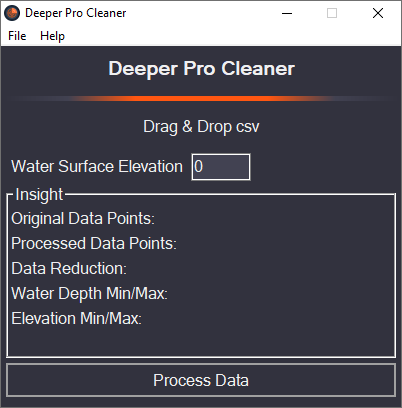 Deeper Pro Cleaner
File Help
Deeper Pro Cleaner
Drag & Drop csv
Water Surface Elevation 0
Insight
Original Data Points:
Processed Data Points:
Data Reduction:
Water Depth Min/Max:
Elevation Min/Max:
Process Data